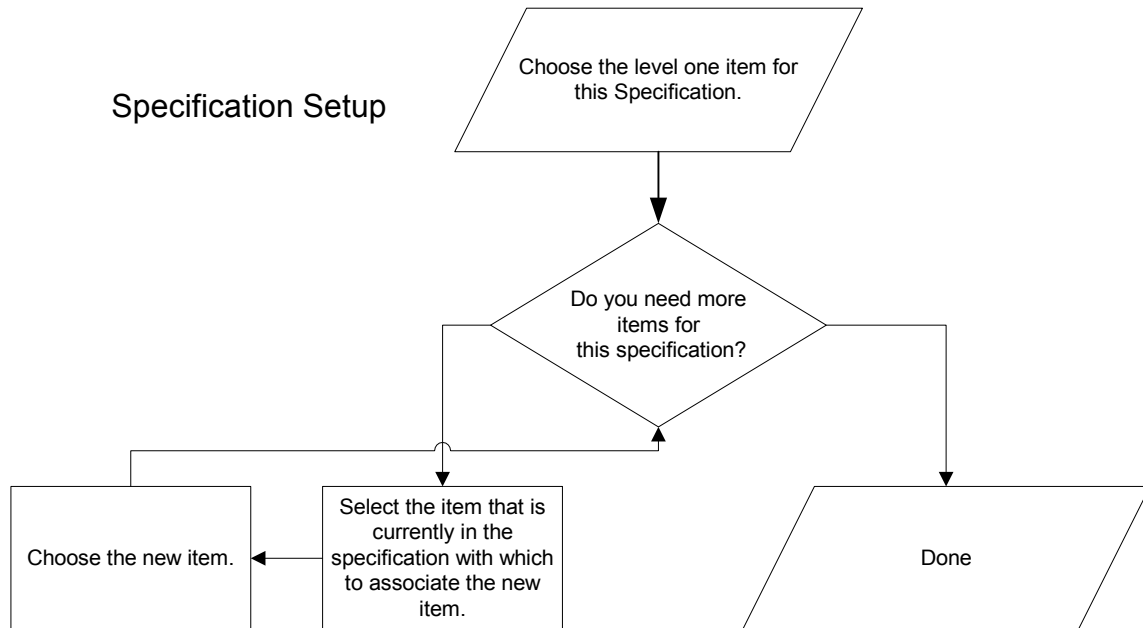 Specification Setup
Choose the level one item for
this Specification.
Do you need more
items for
this specification?
Choose the new item.
Select the item that is
currently in the
specification with which
to associate the new
item.
Done